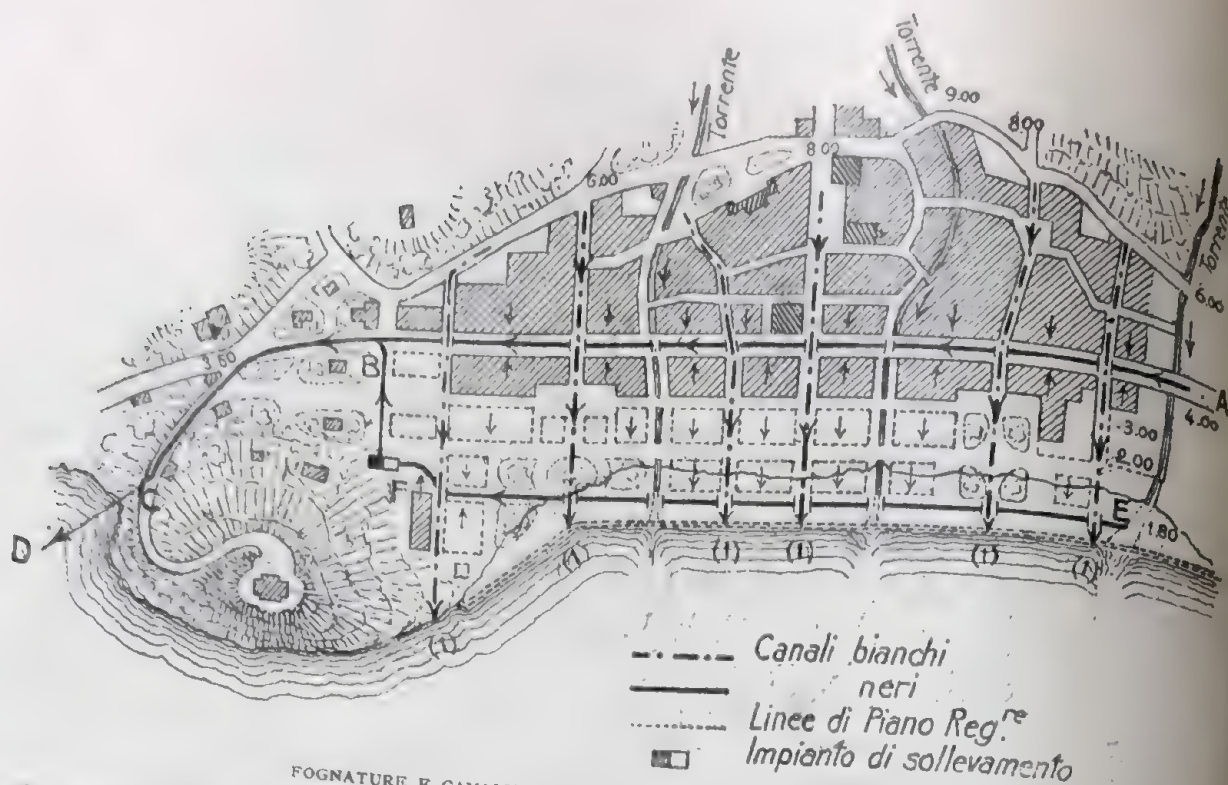 Torrente
Torrente
9.00
8.00
8.00
6.00
Torrente
6.00
3.60
B
A
4.00
3.00
2.00
C
F
E
1.80
D
(1)
(1)
(1)
(1)
(1)
(1)
Canali bianchi
neri
Linee di Piano Reg.re
Impianto di sollevamento
FOGNATURE E